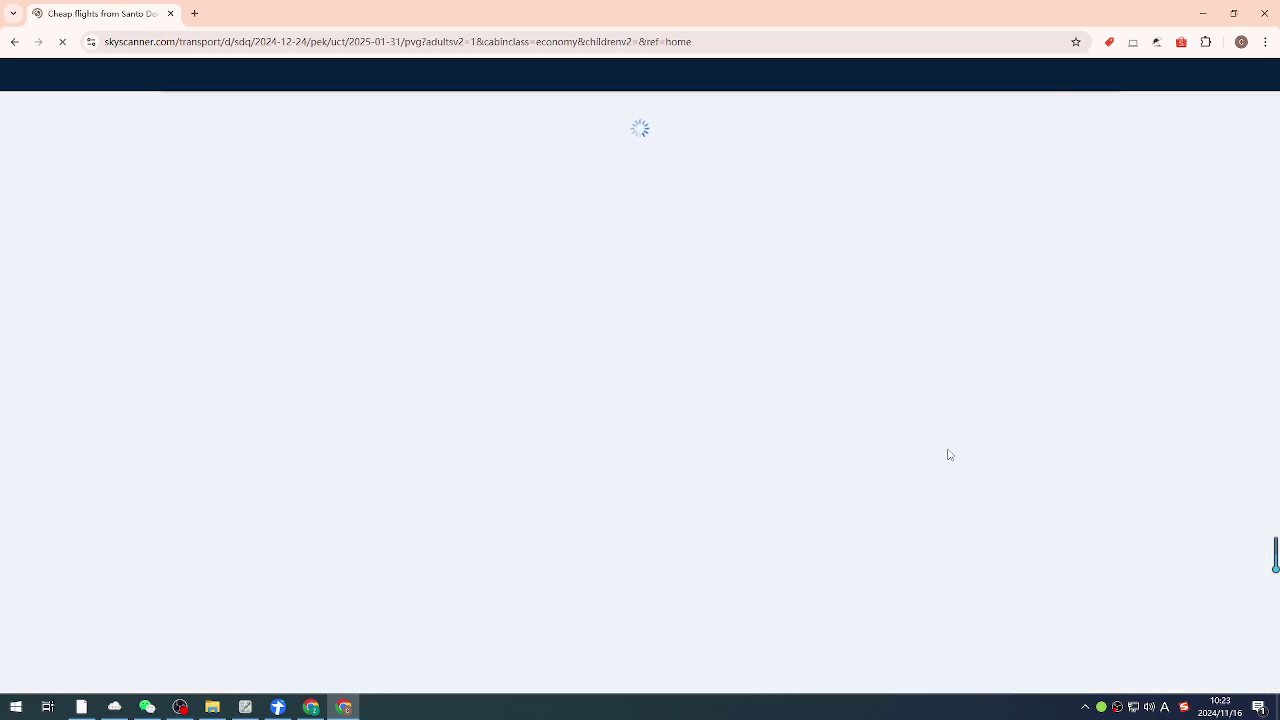 Cheap flights from Santo Do
skyscanner.com/transport/d/sdq/2024-12-24/pek/uct/2025-01-31/pvg?adultsv2=1&cabinclass=economy&childrenv2=&ref=home
C
A
10:23
2024/11/16